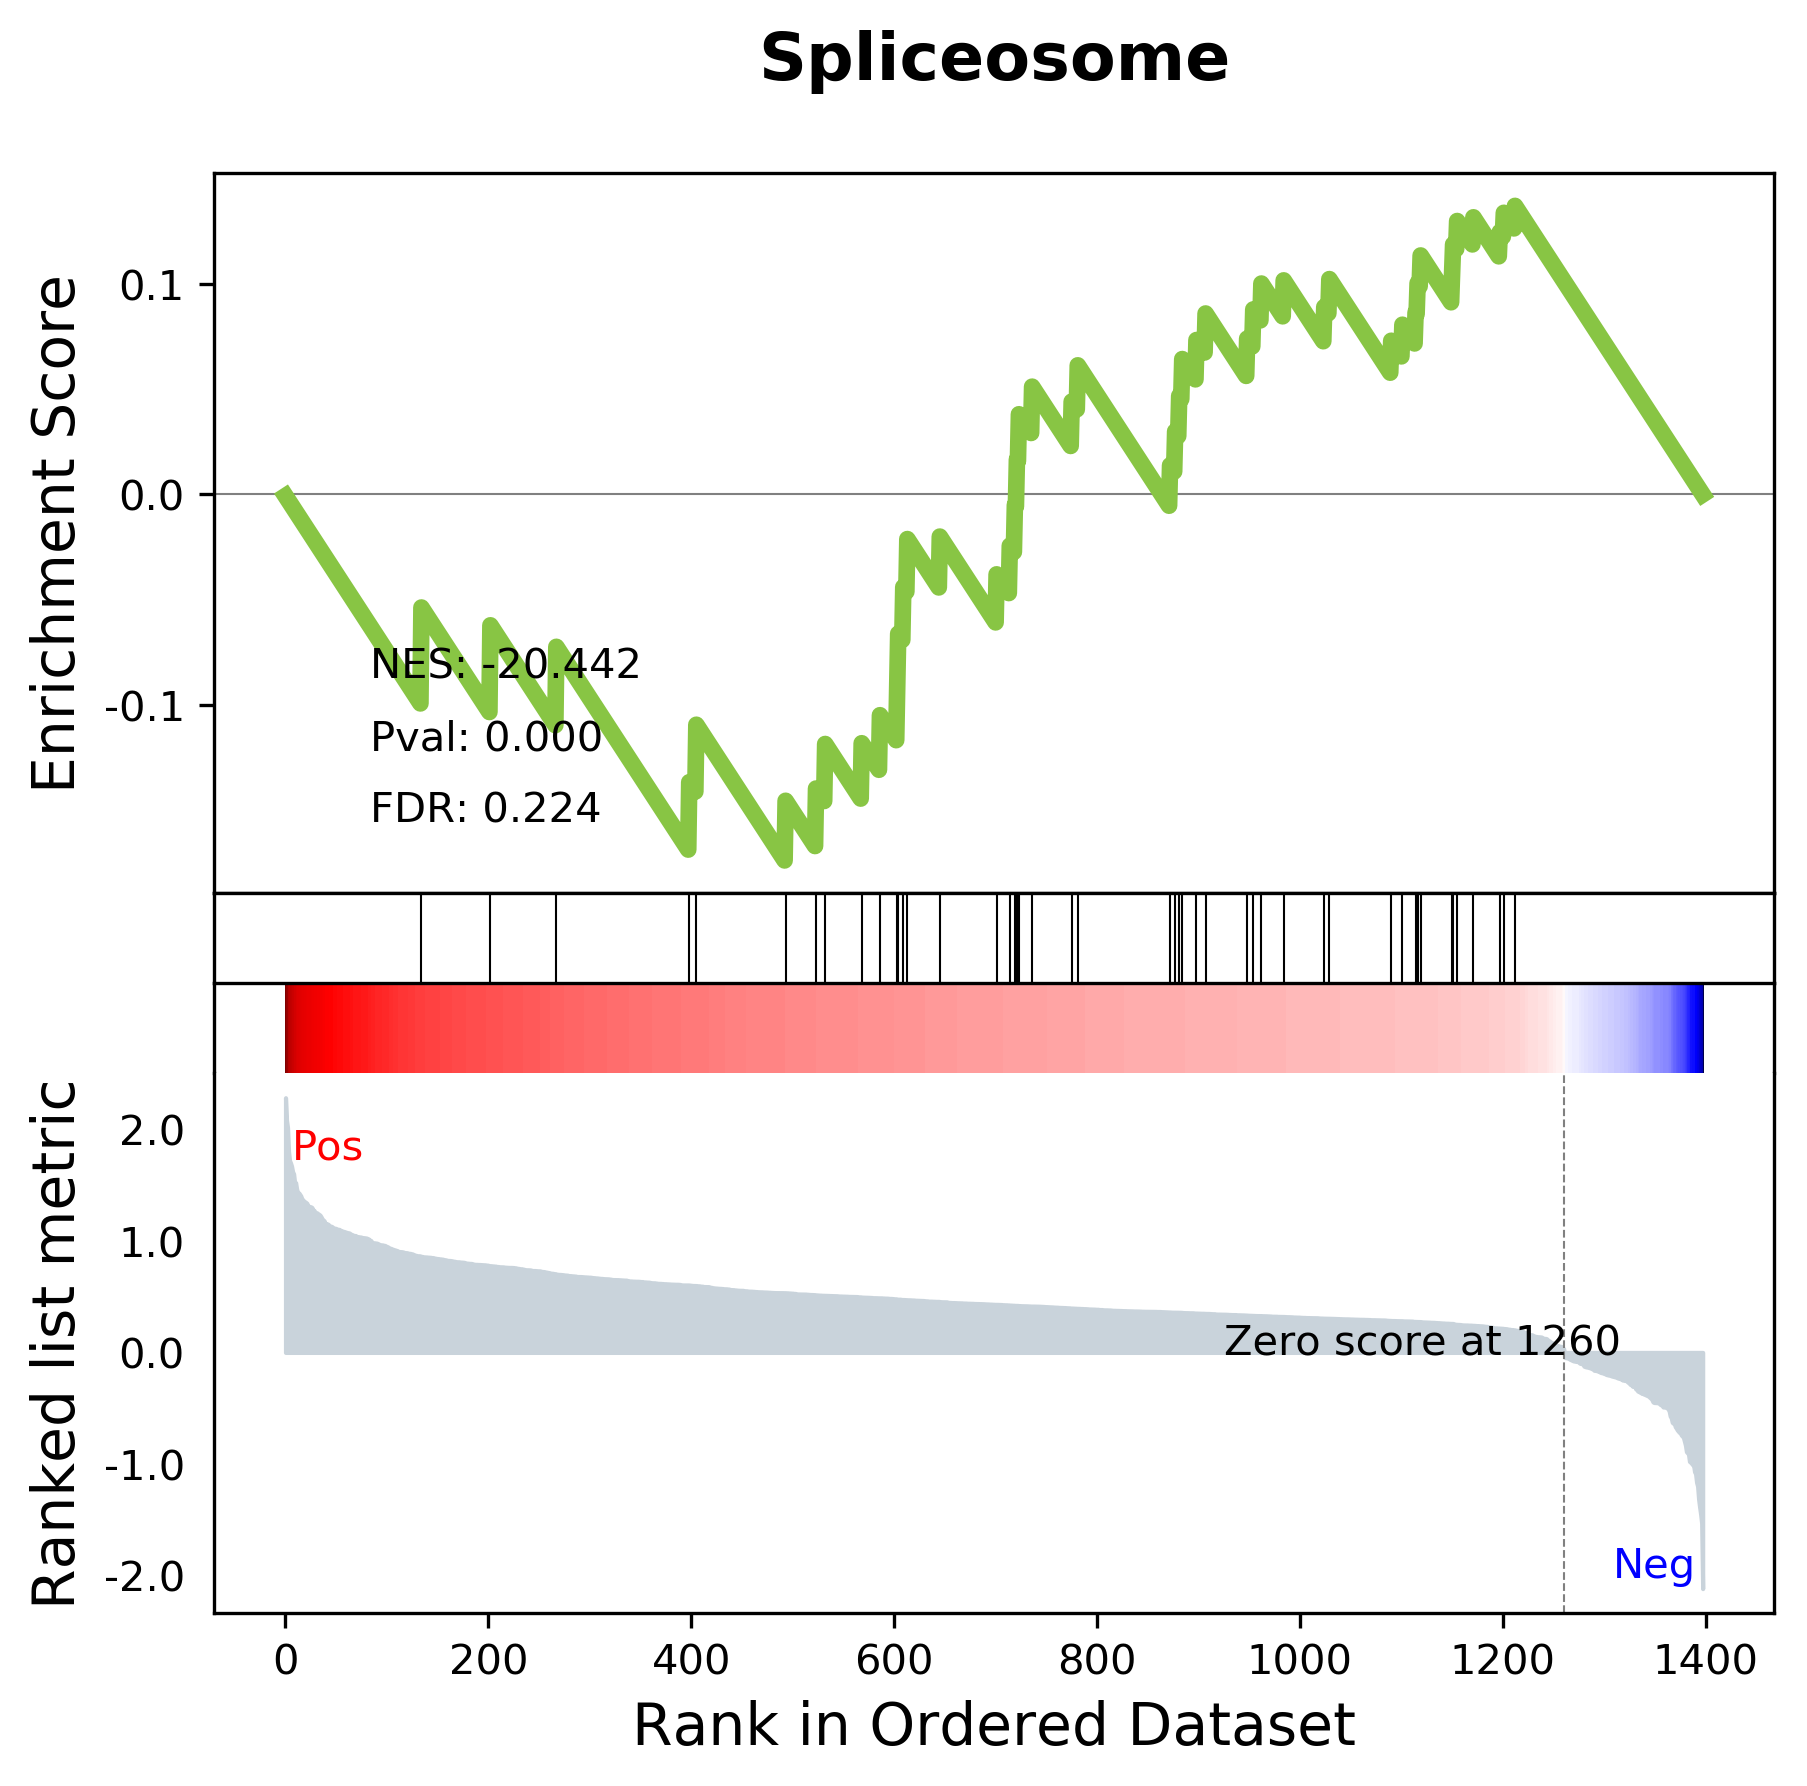 Spliceosome
Enrichment Score
0.1
0.0
-0.1
NES: -20.442
Pval: 0.000
FDR: 0.224
Ranked list metric
2.0
1.0
0.0
-1.0
-2.0
Pos
Zero score at 1260
Neg
0 200 400 600 800 1000 1200 1400
Rank in Ordered Dataset